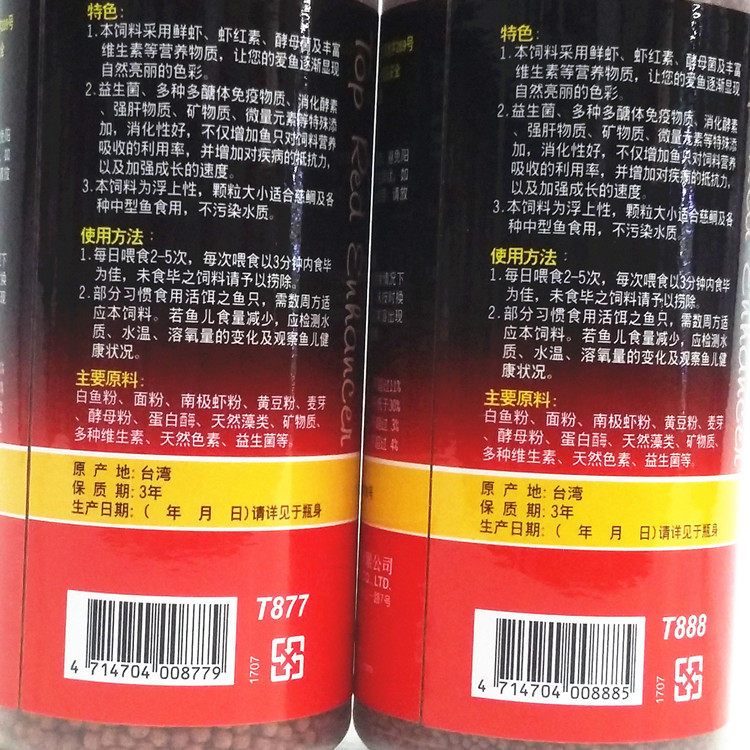 特色:
1.本饲料采用鲜虾、虾红素、酵母菌及丰富
维生素等营养物质,让您的爱鱼逐渐显现
自然亮丽的色彩。
2.益生菌、多种多醣体免疫物质、消化酵素
、强肝物质、矿物质、微量元素等特殊添
加,消化性好,不仅增加鱼只对饲料营养
吸收的利用率,并增加对疾病的抵抗力,
以及加强成长的速度。
3.本饲料为浮上性,颗粒大小适合慈鲷及各
种中型鱼食用,不污染水质。
使用方法:
1.每日喂食2-5次,每次喂食以3分钟内食毕
为佳,未食毕之饲料请予以捞除。
2.部分习惯食用活饵之鱼只,需数周方适
应本饲料。若鱼儿食量减少,应检测水
质、水温、溶氧量的变化及观察鱼儿健
康状况。
主要原料:
白鱼粉、面粉、南极虾粉、黄豆粉、麦芽
、酵母粉、蛋白酶、天然藻类、矿物质、
多种维生素、天然色素、益生菌等。
原产地:台湾
保质期:3年
生产日期:( 年 月 日)请详见于瓶身
T877
4 714704 008779
1707
Top Red Enhancer
特色:
1.本饲料采用鲜虾、虾红素、酵母菌及丰富
维生素等营养物质,让您的爱鱼逐渐显现
自然亮丽的色彩。
2.益生菌、多种多醣体免疫物质、消化酵素
、强肝物质、矿物质、微量元素等特殊添
加,消化性好,不仅增加鱼只对饲料营养
吸收的利用率,并增加对疾病的抵抗力,
以及加强成长的速度。
3.本饲料为浮上性,颗粒大小适合慈鲷及各
种中型鱼食用,不污染水质。
使用方法:
1.每日喂食2-5次,每次喂食以3分钟内食毕
为佳,未食毕之饲料请予以捞除。
2.部分习惯食用活饵之鱼只,需数周方适
应本饲料。若鱼儿食量减少,应检测水
质、水温、溶氧量的变化及观察鱼儿健
康状况。
主要原料:
白鱼粉、面粉、南极虾粉、黄豆粉、麦芽
、酵母粉、蛋白酶、天然藻类、矿物质、
多种维生素、天然色素、益生菌等。
原产地:台湾
保质期:3年
生产日期:( 年 月 日)请详见于瓶身
公司
LTD.
7号
T888
4 714704 008885
1707